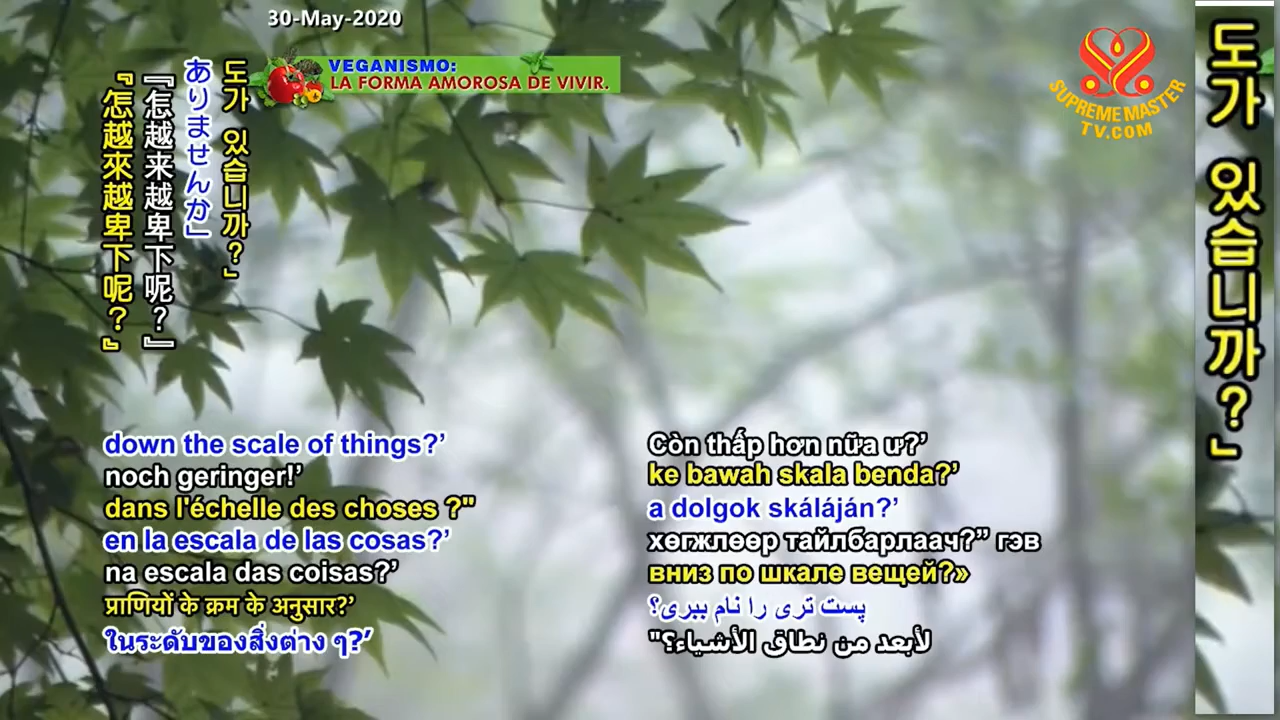 30-May-2020
VEGANISMO:
LA FORMA AMOROSA DE VIVIR.
SUPREME MASTER
TV.COM
도가 있습니까?」
ありませんか」
『怎越来越卑下呢？』
『怎越來越卑下呢？』
down the scale of things?’
noch geringer!’
dans l'échelle des choses ?"
en la escala de las cosas?’
na escala das coisas?’
प्राणियों के क्रम के अनुसार?’
ในระดับของสิ่งต่าง ๆ?’
Còn thấp hơn nữa ư?’
ke bawah skala benda?’
a dolgok skáláján?’
хөгжлөөр тайлбарлаач?” гэв
вниз по шкале вещей?»
پست تری را نام ببری؟
لأبعد من نطاق الأشياء؟"
도가 있습니까?」